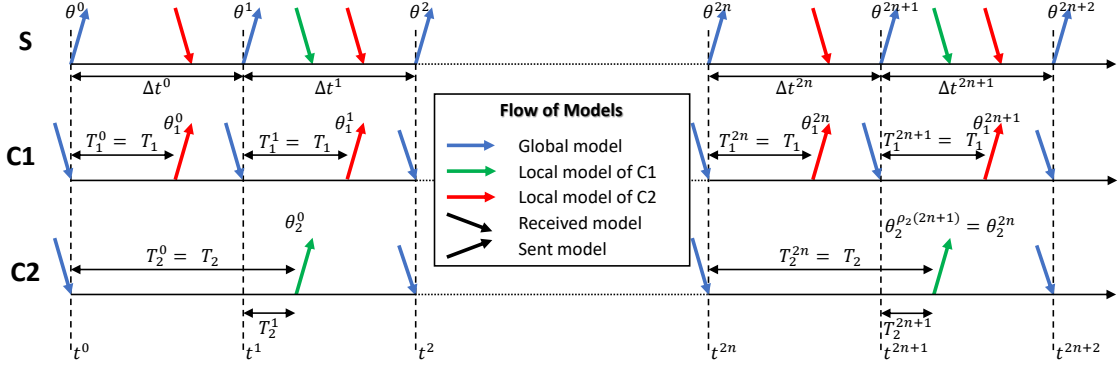 θ^0 θ^1 θ^2 θ^{2n} θ^{2n+1} θ^{2n+2}
S
Δt^0 Δt^1 Δt^{2n} Δt^{2n+1}
Flow of Models
Global model
Local model of C1
Local model of C2
Received model
Sent model
C1
T_1^0 = T_1 θ_1^0 T_1^1 = T_1 θ_1^1 T_1^{2n} = T_1 θ_1^{2n} T_1^{2n+1} = T_1 θ_1^{2n+1}
C2
T_2^0 = T_2 θ_2^0 T_2^{2n} = T_2 θ_2^{ρ_2(2n+1)} = θ_2^{2n}
T_2^1 T_2^{2n+1}
t^0 t^1 t^2 t^{2n} t^{2n+1} t^{2n+2}